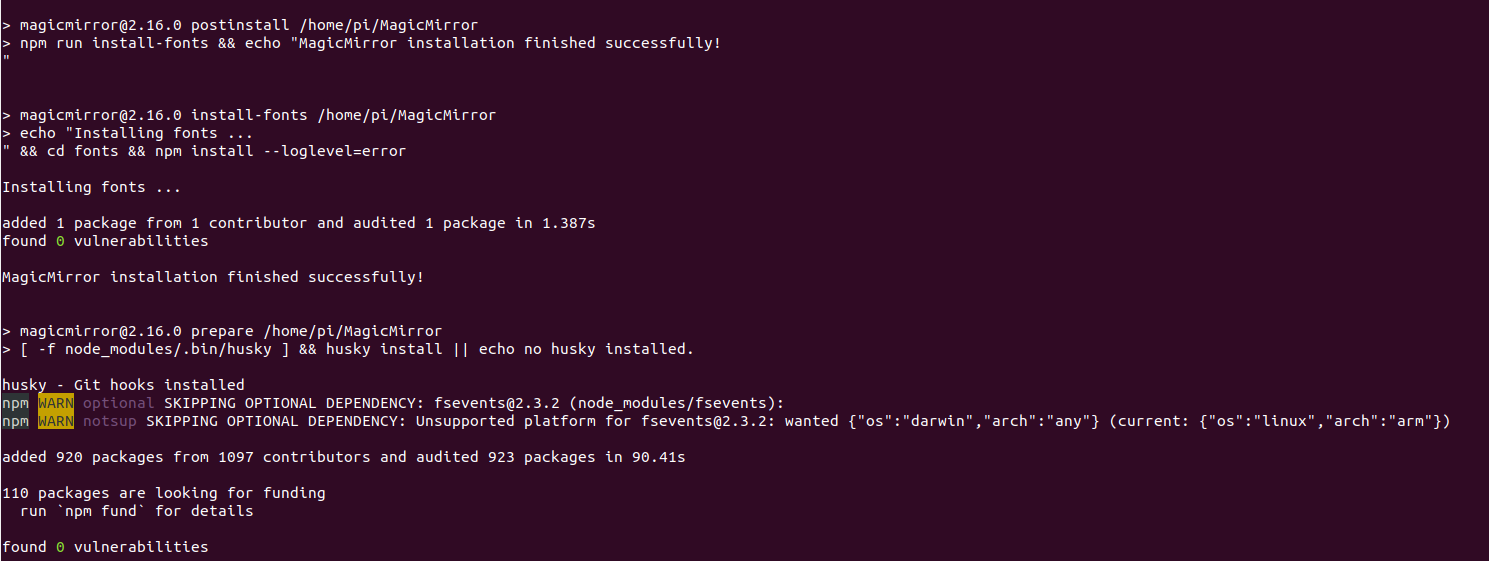 > magicmirror@2.16.0 postinstall /home/pi/MagicMirror
> npm run install-fonts && echo "MagicMirror installation finished successfully!
"
> magicmirror@2.16.0 install-fonts /home/pi/MagicMirror
> echo "Installing fonts ...
" && cd fonts && npm install --loglevel=error
Installing fonts ...
added 1 package from 1 contributor and audited 1 package in 1.387s
found 0 vulnerabilities
MagicMirror installation finished successfully!
> magicmirror@2.16.0 prepare /home/pi/MagicMirror
> [ -f node_modules/.bin/husky ] && husky install || echo no husky installed.
husky - Git hooks installed
npm WARN optional SKIPPING OPTIONAL DEPENDENCY: fsevents@2.3.2 (node_modules/fsevents):
npm WARN notsup SKIPPING OPTIONAL DEPENDENCY: Unsupported platform for fsevents@2.3.2: wanted {"os":"darwin","arch":"any"} (current: {"os":"linux","arch":"arm"})
added 920 packages from 1097 contributors and audited 923 packages in 90.41s
110 packages are looking for funding
run `npm fund` for details
found 0 vulnerabilities